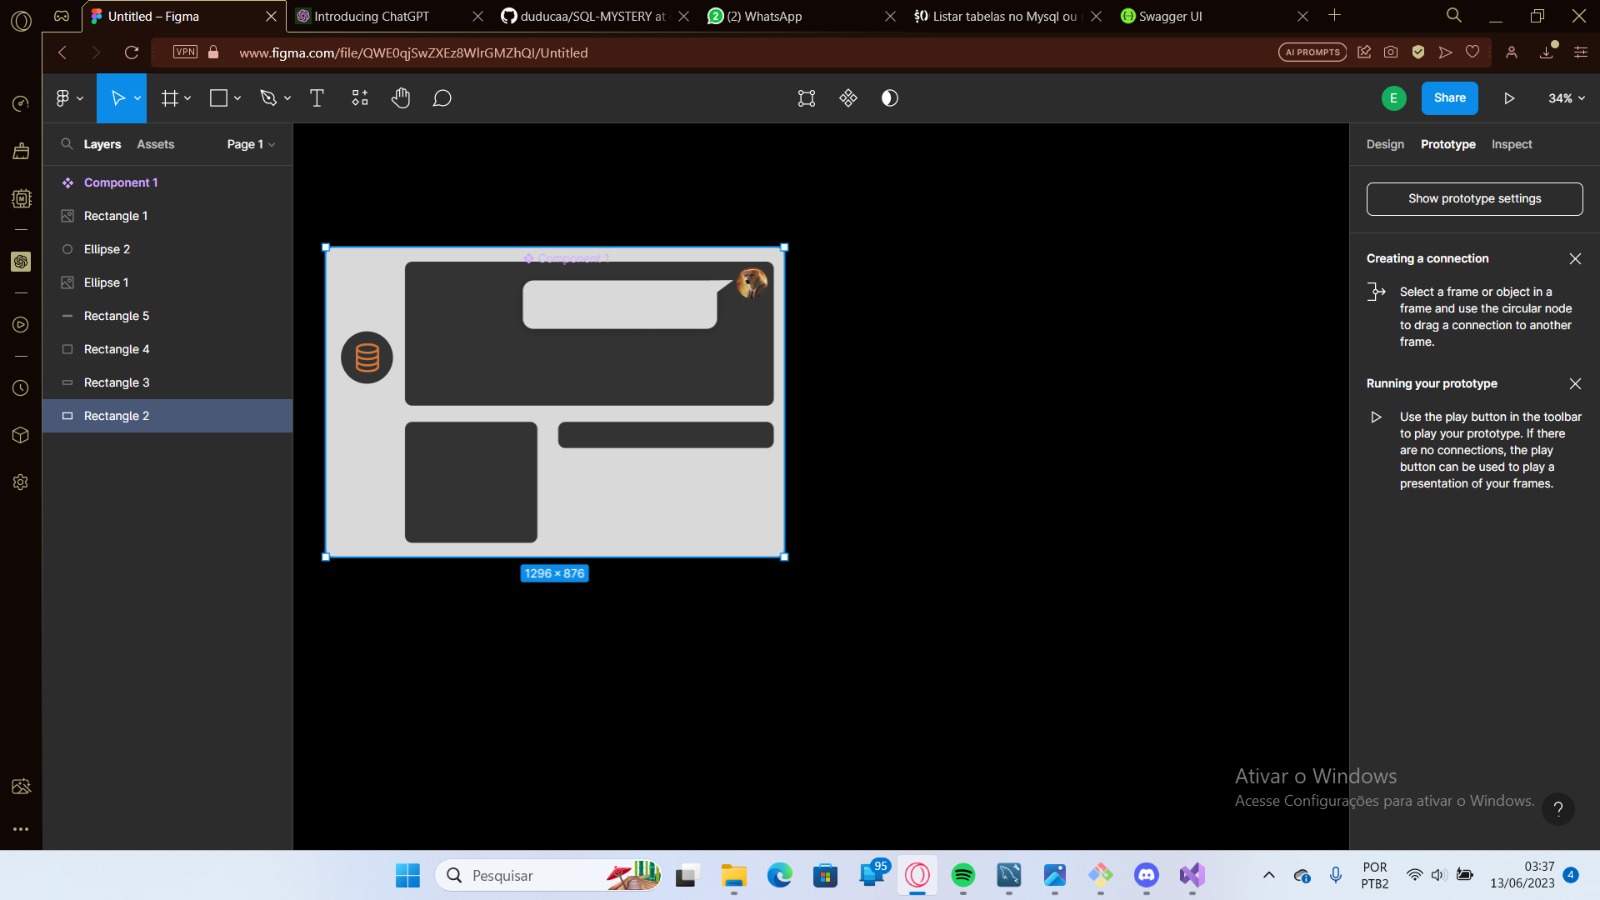 Untitled – Figma
Introducing ChatGPT
duducaa/SQL-MYSTERY at
(2) WhatsApp
Listar tabelas no Mysql ou
Swagger UI
VPN
www.figma.com/file/QWE0qjSwZXEz8WlrGMZhQI/Untitled
AI PROMPTS
E
Share
34%
Layers
Assets
Page 1
Design
Prototype
Inspect
Component 1
Rectangle 1
Ellipse 2
Ellipse 1
Rectangle 5
Rectangle 4
Rectangle 3
Rectangle 2
Component 1
1296 × 876
Show prototype settings
Creating a connection
Select a frame or object in a
frame and use the circular node
to drag a connection to another
frame.
Running your prototype
Use the play button in the toolbar
to play your prototype. If there
are no connections, the play
button can be used to play a
presentation of your frames.
Ativar o Windows
Acesse Configurações para ativar o Windows.
?
Pesquisar
95
POR
PTB2
03:37
13/06/2023
4